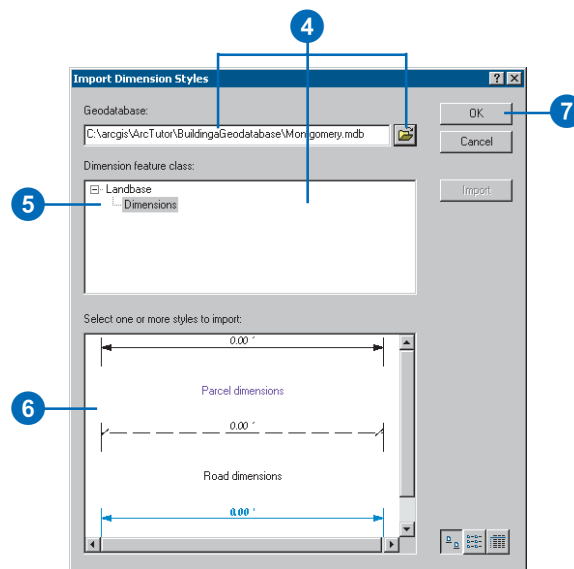 4
Import Dimension Styles
Geodatabase:
OK
7
C:\arcgis\ArcTutor\BuildingaGeodatabase\Montgomery.mdb
Cancel
Dimension feature class:
Import
Landbase
5
Dimensions
Select one or more styles to import:
0.00 "
Parcel dimensions
6
0.00 "
Road dimensions
0.00 "